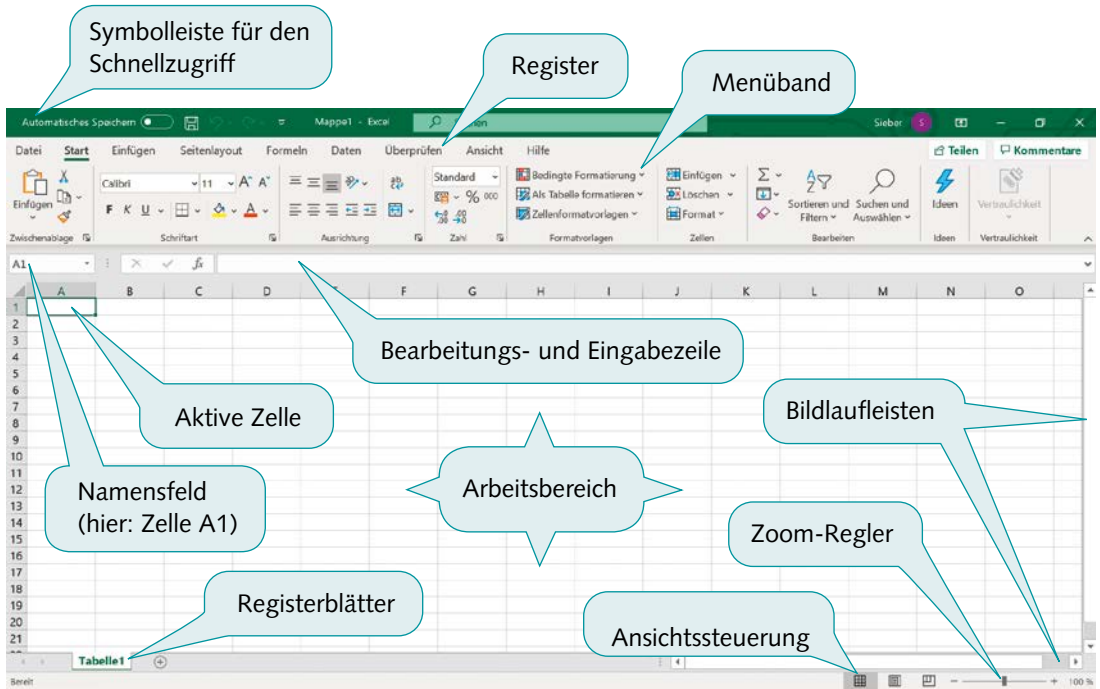 Symbolleiste für den
Schnellzugriff
Register
Menüband
Automatisches Speichern
Mappe1 - Excel
Sieber
S
Datei Start Einfügen Seitenlayout Formeln Daten Überprüfen Ansicht Hilfe
Teilen Kommentare
Einfügen
Calibri 11 A A
F K U A
Standard
% 000
Bedingte Formatierung
Als Tabelle formatieren
Zellenformatvorlagen
Einfügen
Löschen
Format
Sortieren und
Filtern
Suchen und
Auswählen
Ideen
Vertraulichkeit
Zwischenablage Schriftart Ausrichtung Zahl Formatvorlagen Zellen Bearbeiten Ideen Vertraulichkeit
A1 fx
A B C D F G H I J K L M N O
1
2
3
4
5
6
7
8
9
10
11
12
13
14
15
16
17
18
19
20
21
Bearbeitungs- und Eingabezeile
Aktive Zelle
Bildlaufleisten
Namensfeld
(hier: Zelle A1)
Arbeitsbereich
Zoom-Regler
Registerblätter
Ansichtssteuerung
Tabelle1
Bereit
100 %